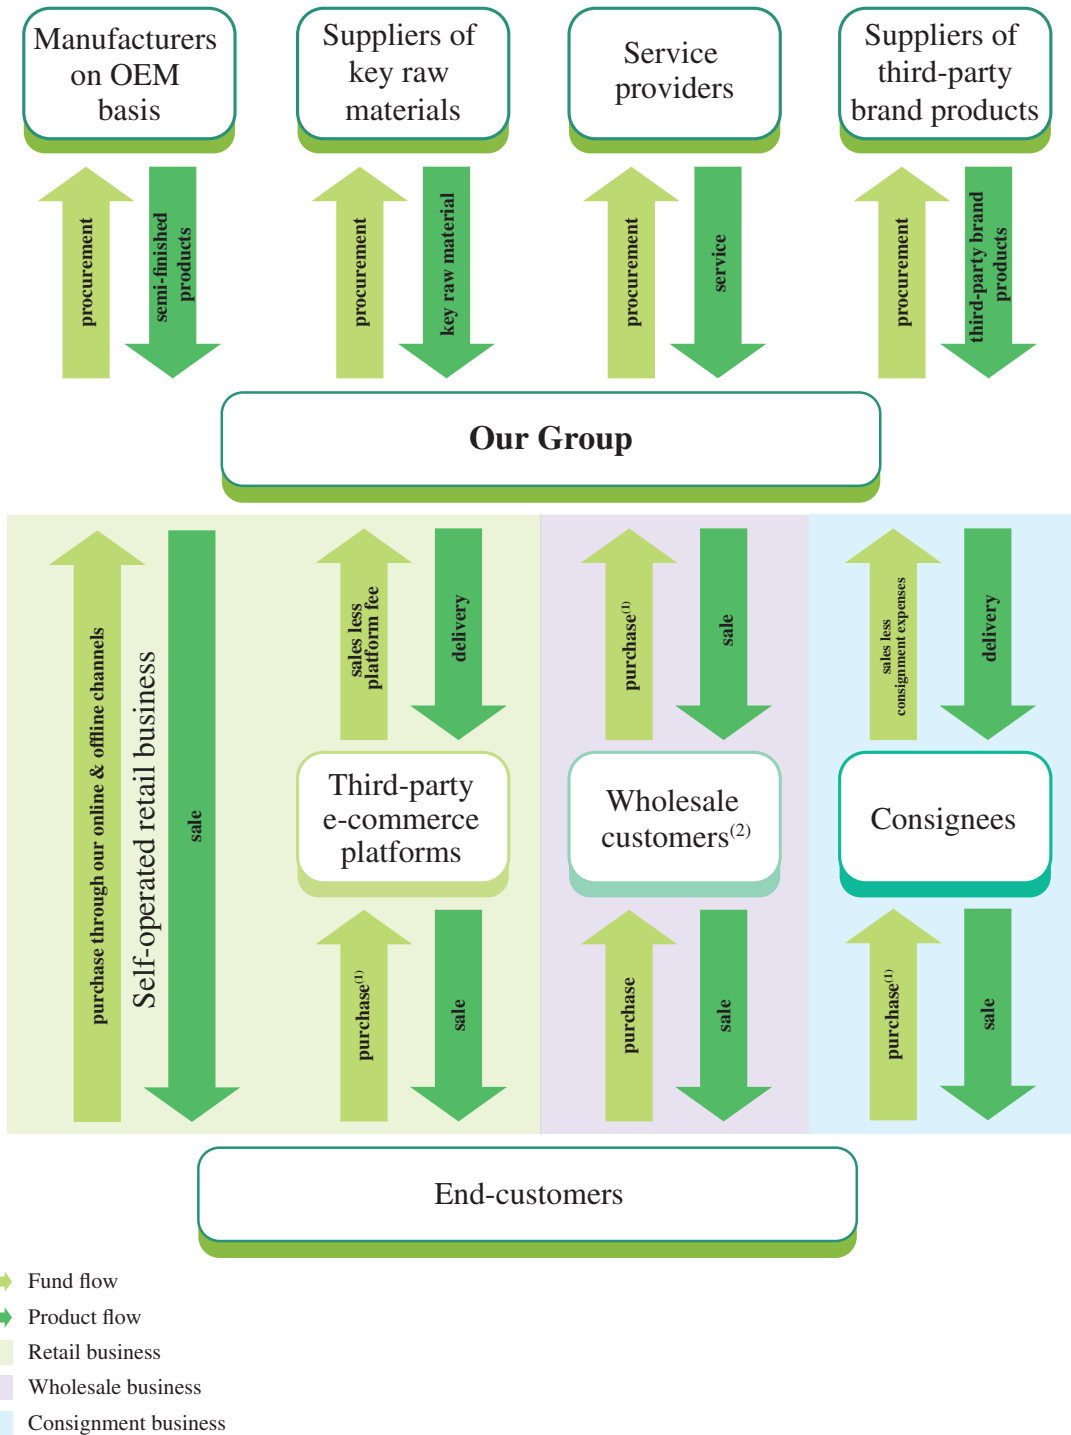 Manufacturers
on OEM
basis
Suppliers of
key raw
materials
Service
providers
Suppliers of
third-party
brand products
procurement
semi-finished
products
procurement
key raw material
procurement
service
procurement
third-party brand
products
Our Group
purchase through our online & offline channels
Self-operated retail business
sale
sales less
platform fee
delivery
purchase(1)
sale
sales less
consignment expenses
delivery
Third-party
e-commerce
platforms
Wholesale
customers(2)
Consignees
purchase(1)
sale
purchase
sale
purchase(1)
sale
End-customers
Fund flow
Product flow
Retail business
Wholesale business
Consignment business